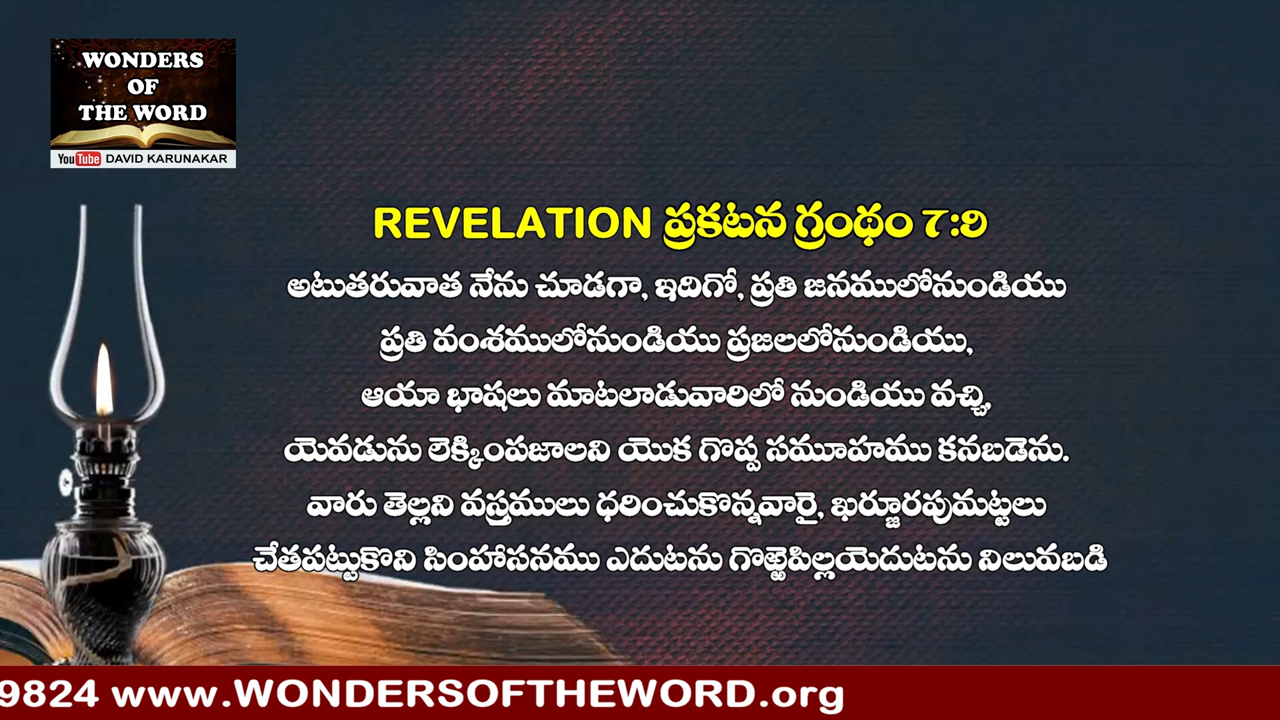 WONDERS
OF
THE WORD
YouTube DAVID KARUNAKAR
REVELATION ప్రకటన గ్రంథం 7:9
అటుతరువాత నేను చూడగా, ఇదిగో, ప్రతి జనములోనుండియు
ప్రతి వంశములోనుండియు ప్రజలలోనుండియు,
ఆయా భాషలు మాటలాడువారిలో నుండియు వచ్చి,
యెవడును లెక్కింపజాలని యొక గొప్ప సమూహము కనబడెను.
వారు తెల్లని వస్త్రములు ధరించుకొన్నవారై, ఖర్జూరపుమట్టలు
చేతపట్టుకొని సింహాసనము ఎదుటను గొఱ్ఱెపిల్లయెదుటను నిలువబడి
9824 www.WONDERSOFTHEWORD.org